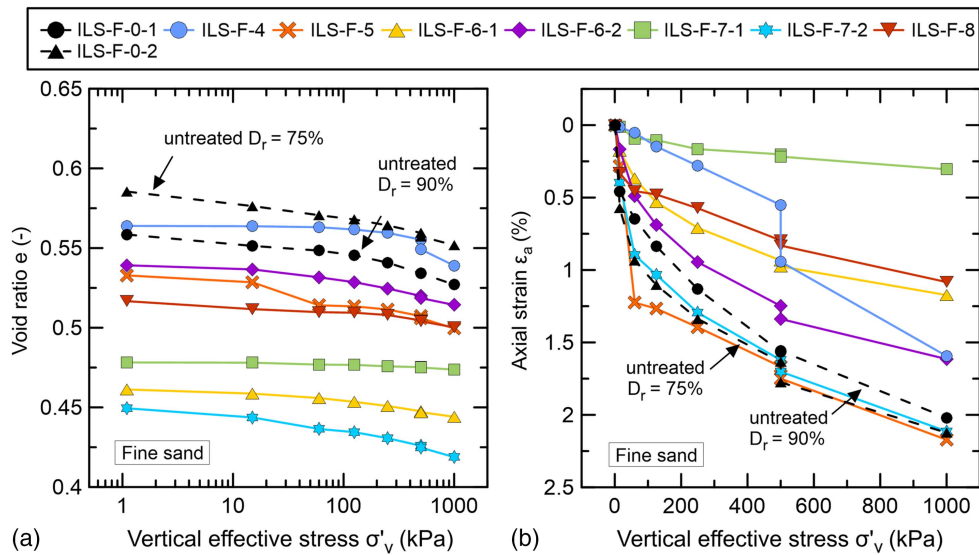 ILS-F-0-1 ILS-F-4 ILS-F-5 ILS-F-6-1 ILS-F-6-2 ILS-F-7-1 ILS-F-7-2 ILS-F-8
ILS-F-0-2
0.65
0.6
0.55
0.5
0.45
0.4
Void ratio e (-)
untreated Dr = 75%
untreated
Dr = 90%
Fine sand
1 10 100 1000
(a)
Vertical effective stress σ'v (kPa)
0
0.5
1.0
1.5
2.0
2.5
Axial strain εa (%)
untreated
Dr = 75%
untreated
Dr = 90%
Fine sand
0 200 400 600 800 1000
(b)
Vertical effective stress σ'v (kPa)